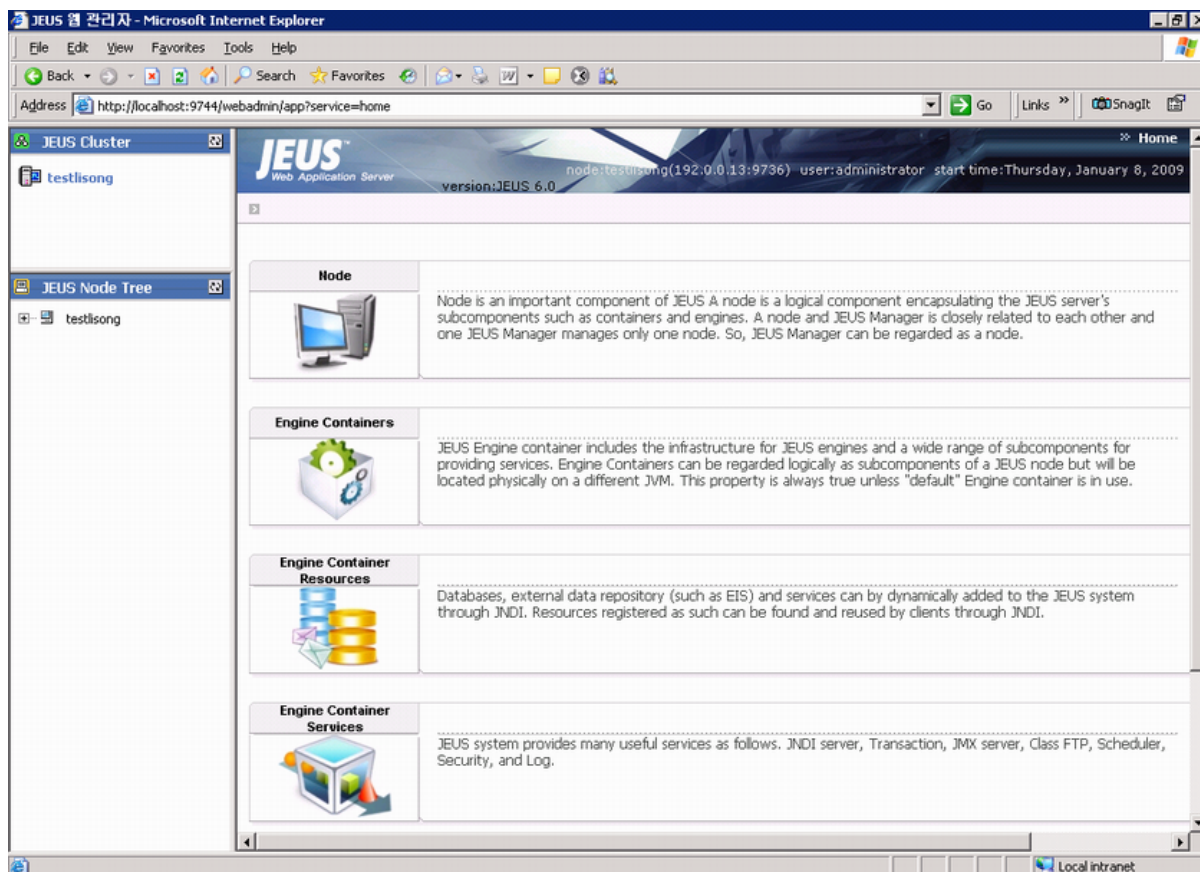 JEUS 웹 관리자 - Microsoft Internet Explorer
File Edit View Favorites Tools Help
Back Search Favorites
Address http://localhost:9744/webadmin/app?service=home Go Links » SnagIt
JEUS Cluster
testlisong
JEUS Node Tree
testlisong
» Home
JEUS™
Web Application Server
node:testlisong(192.0.0.13:9736) user:administrator start time:Thursday, January 8, 2009
version:JEUS 6.0
Node
Node is an important component of JEUS A node is a logical component encapsulating the JEUS server's
subcomponents such as containers and engines. A node and JEUS Manager is closely related to each other and
one JEUS Manager manages only one node. So, JEUS Manager can be regarded as a node.
Engine Containers
JEUS Engine container includes the infrastructure for JEUS engines and a wide range of subcomponents for
providing services. Engine Containers can be regarded logically as subcomponents of a JEUS node but will be
located physically on a different JVM. This property is always true unless "default" Engine container is in use.
Engine Container
Resources
Databases, external data repository (such as EIS) and services can by dynamically added to the JEUS system
through JNDI. Resources registered as such can be found and reused by clients through JNDI.
Engine Container
Services
JEUS system provides many useful services as follows. JNDI server, Transaction, JMX server, Class FTP, Scheduler,
Security, and Log.
Local intranet